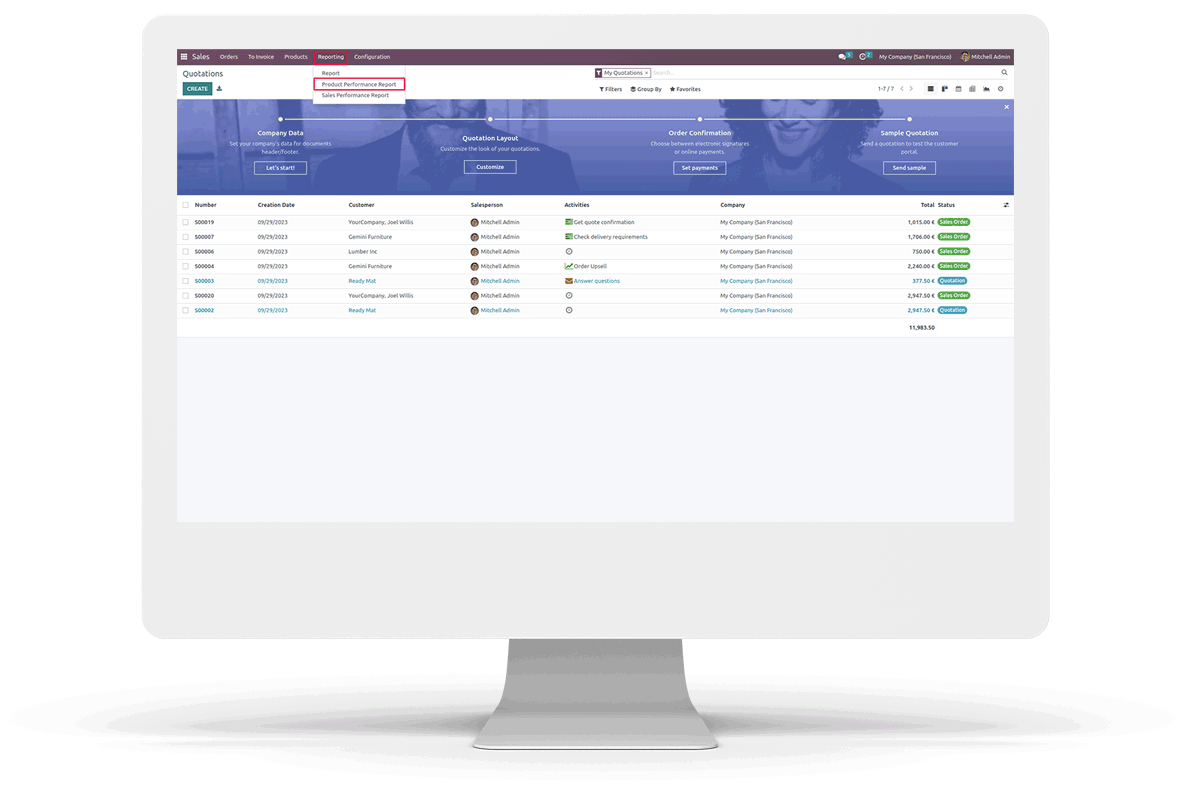 Sales Orders To Invoice Products Reporting Configuration 5 2 My Company (San Francisco) Mitchell Admin
Quotations
Report
Product Performance Report
Sales Performance Report
My Quotations × Search...
CREATE
Filters Group By Favorites
1-7 / 7
Company Data
Set your company's data for documents
header/footer.
Let's start!
Quotation Layout
Customize the look of your quotations.
Customize
Order Confirmation
Choose between electronic signatures
or online payments.
Set payments
Sample Quotation
Send a quotation to test the customer
portal.
Send sample
Number Creation Date Customer Salesperson Activities Company Total Status
S00019 09/29/2023 YourCompany, Joel Willis Mitchell Admin Get quote confirmation My Company (San Francisco) 1,015.00 € Sales Order
S00007 09/29/2023 Gemini Furniture Mitchell Admin Check delivery requirements My Company (San Francisco) 1,706.00 € Sales Order
S00006 09/29/2023 Lumber Inc Mitchell Admin My Company (San Francisco) 750.00 € Sales Order
S00004 09/29/2023 Gemini Furniture Mitchell Admin Order Upsell My Company (San Francisco) 2,240.00 € Sales Order
S00003 09/29/2023 Ready Mat Mitchell Admin Answer questions My Company (San Francisco) 377.50 € Quotation
S00020 09/29/2023 YourCompany, Joel Willis Mitchell Admin My Company (San Francisco) 2,947.50 € Sales Order
S00002 09/29/2023 Ready Mat Mitchell Admin My Company (San Francisco) 2,947.50 € Quotation
11,983.50